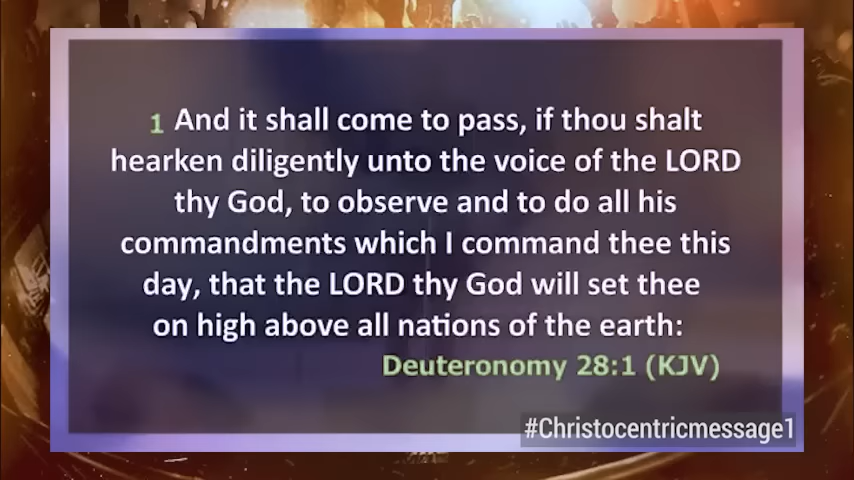 1 And it shall come to pass, if thou shalt
hearken diligently unto the voice of the LORD
thy God, to observe and to do all his
commandments which I command thee this
day, that the LORD thy God will set thee
on high above all nations of the earth:
Deuteronomy 28:1 (KJV)
#Christocentricmessage1